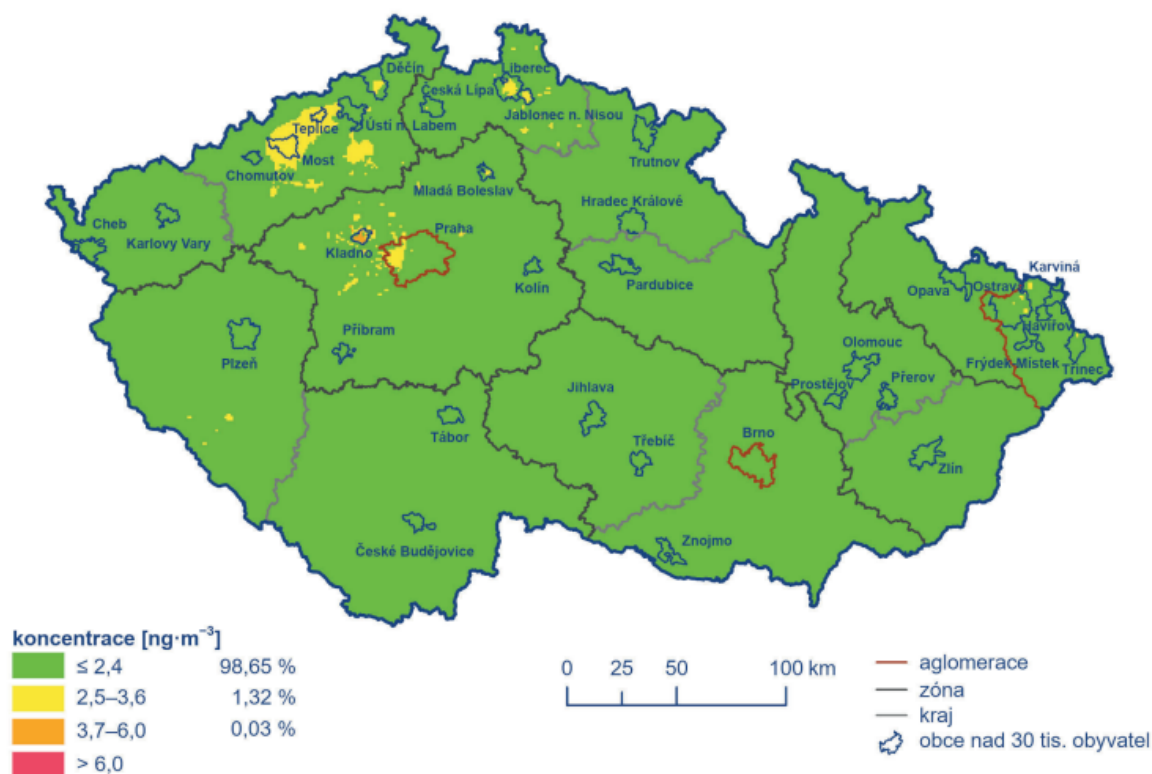 Děčín
Liberec
Česká Lípa
Teplice
Ústí n. Labem
Jablonec n. Nisou
Most
Trutnov
Chomutov
Mladá Boleslav
Hradec Králové
Cheb
Karlovy Vary
Praha
Kladno
Karviná
Kolín
Pardubice
Opava
Ostrava
Havířov
Příbram
Plzeň
Olomouc
Frýdek Místek
Třinec
Jihlava
Prostějov
Přerov
Tábor
Třebíč
Brno
Zlín
České Budějovice
Znojmo
koncentrace [ng·m⁻³]
≤ 2,4 98,65 %
2,5–3,6 1,32 %
3,7–6,0 0,03 %
> 6,0
0 25 50 100 km
aglomerace
zóna
kraj
obce nad 30 tis. obyvatel